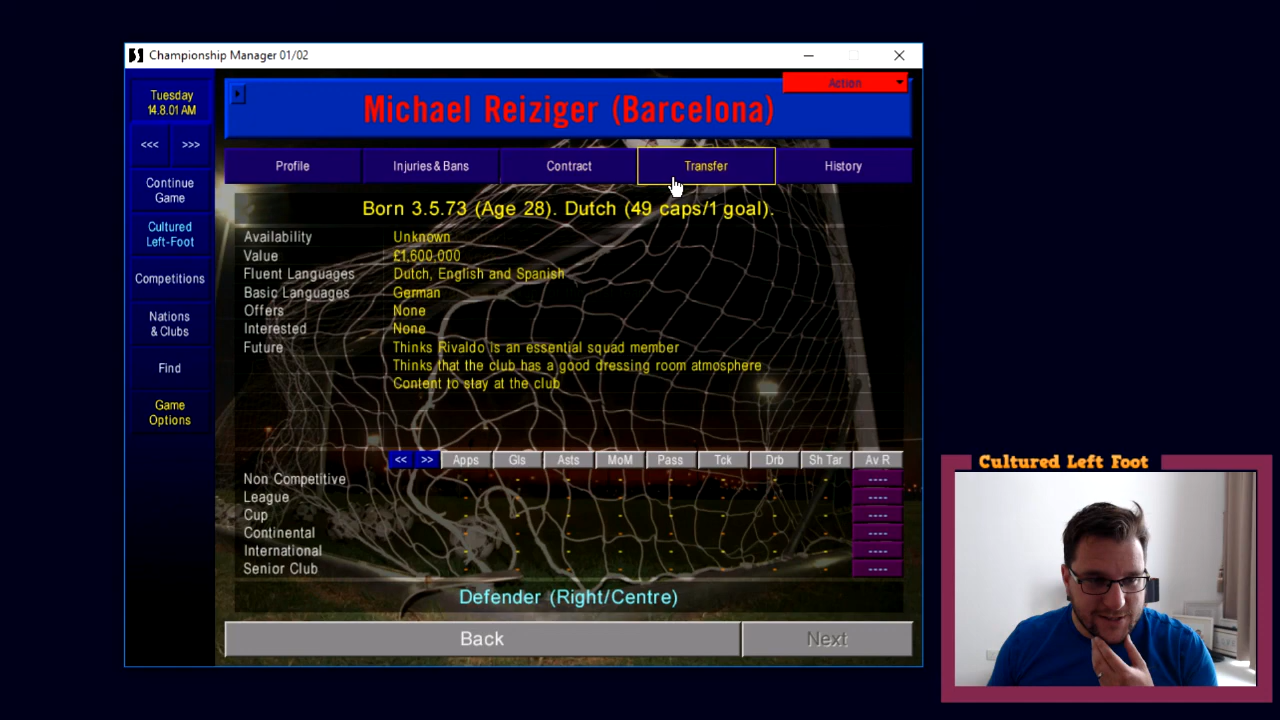 Championship Manager 01/02
Tuesday
14.8.01 AM
<<< >>>
Continue
Game
Cultured
Left-Foot
Competitions
Nations
& Clubs
Find
Game
Options
Action
Michael Reiziger (Barcelona)
Profile Injuries & Bans Contract Transfer History
Born 3.5.73 (Age 28). Dutch (49 caps/1 goal).
Availability Unknown
Value £1,600,000
Fluent Languages Dutch, English and Spanish
Basic Languages German
Offers None
Interested None
Future Thinks Rivaldo is an essential squad member
Thinks that the club has a good dressing room atmosphere
Content to stay at the club
<< >> Apps Gls Asts MoM Pass Tck Drb Sh Tar Av R
Non Competitive - - - - - - - - ----
League - - - - - - - - ----
Cup - - - - - - - - ----
Continental - - - - - - - - ----
International - - - - - - - - ----
Senior Club - - - - - - - - ----
Defender (Right/Centre)
Back Next
Cultured Left Foot